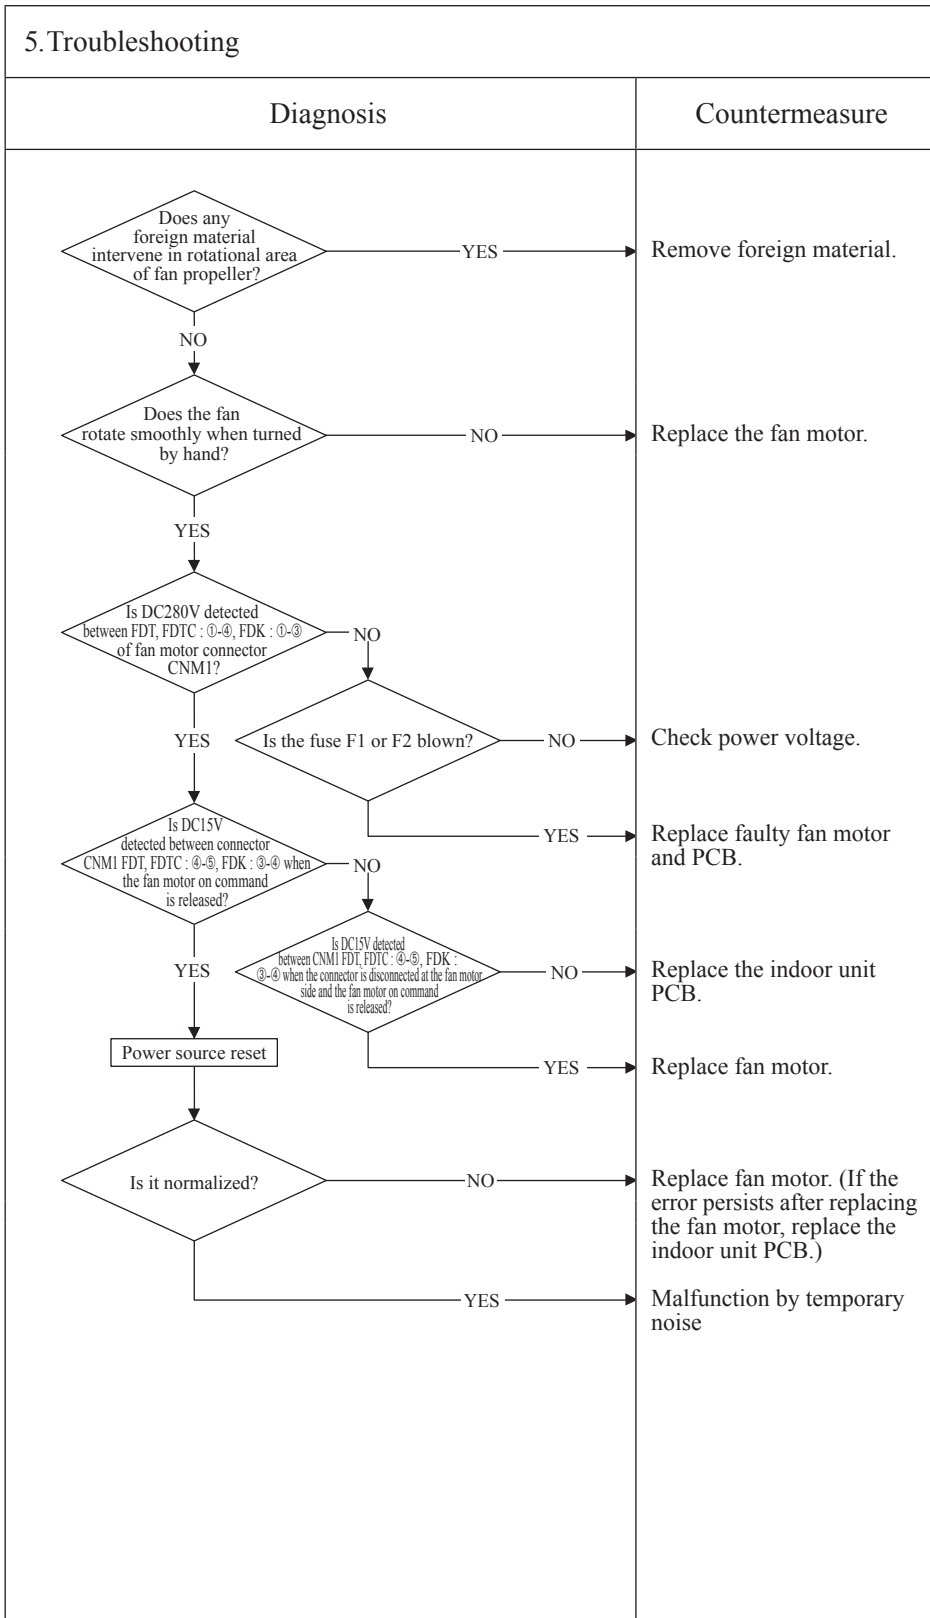 5.Troubleshooting
Diagnosis
Countermeasure
Does any
foreign material
intervene in rotational area
of fan propeller?
YES
Remove foreign material.
NO
Does the fan
rotate smoothly when turned
by hand?
NO
Replace the fan motor.
YES
Is DC280V detected
between FDT, FDTC : ①-④, FDK : ①-③
of fan motor connector
CNM1?
NO
YES
Is the fuse F1 or F2 blown?
NO
Check power voltage.
YES
Replace faulty fan motor
and PCB.
Is DC15V
detected between connector
CNM1 FDT, FDTC : ④-⑤, FDK : ③-④ when
the fan motor on command
is released?
NO
YES
Is DC15V detected
between CNM1 FDT, FDTC : ④-⑤, FDK :
③-④ when the connector is disconnected at the fan motor
side and the fan motor on command
is released?
NO
Replace the indoor unit
PCB.
YES
Replace fan motor.
Power source reset
Is it normalized?
NO
Replace fan motor. (If the
error persists after replacing
the fan motor, replace the
indoor unit PCB.)
YES
Malfunction by temporary
noise